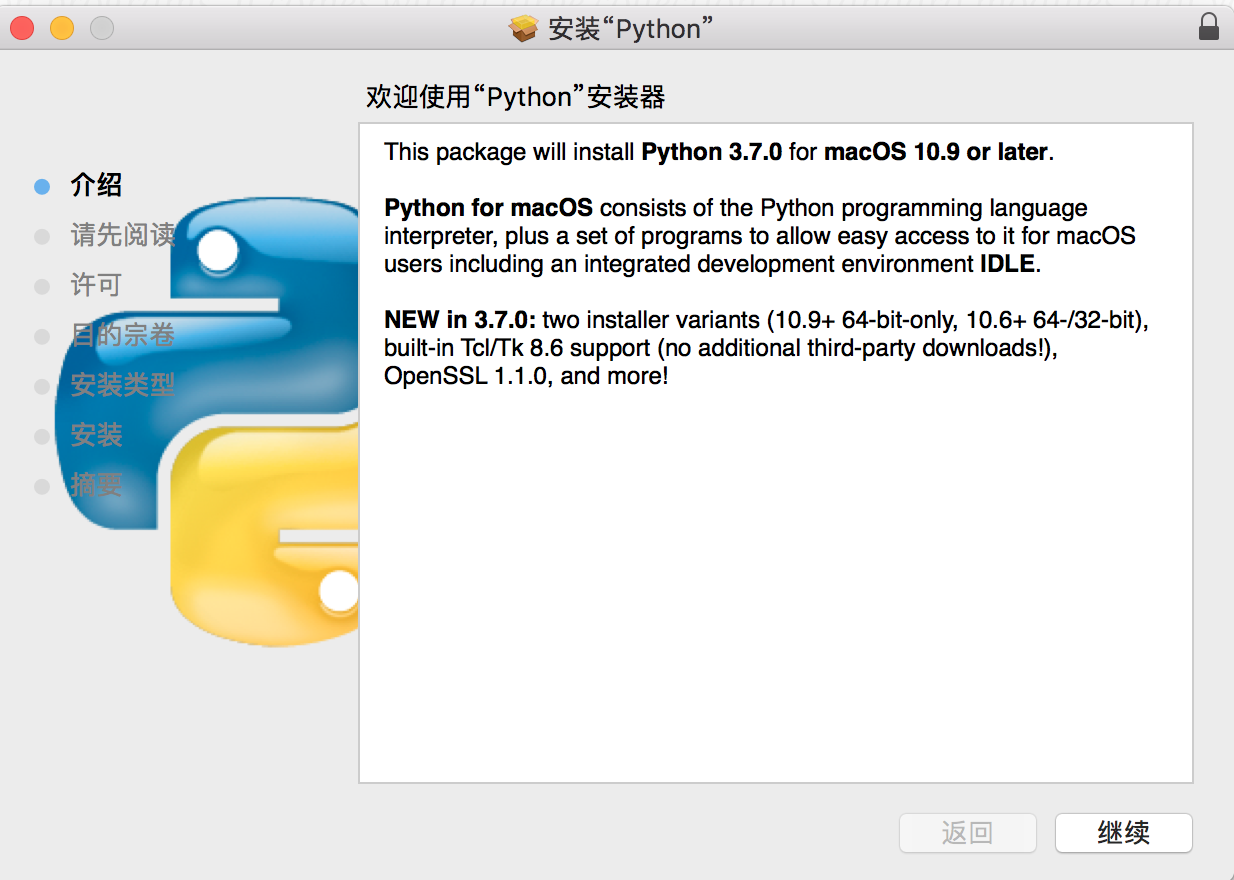 安装“Python”
欢迎使用“Python”安装器
介绍
请先阅读
许可
目的宗卷
安装类型
安装
摘要
This package will install Python 3.7.0 for macOS 10.9 or later.
Python for macOS consists of the Python programming language
interpreter, plus a set of programs to allow easy access to it for macOS
users including an integrated development environment IDLE.
NEW in 3.7.0: two installer variants (10.9+ 64-bit-only, 10.6+ 64-/32-bit),
built-in Tcl/Tk 8.6 support (no additional third-party downloads!),
OpenSSL 1.1.0, and more!
返回
继续